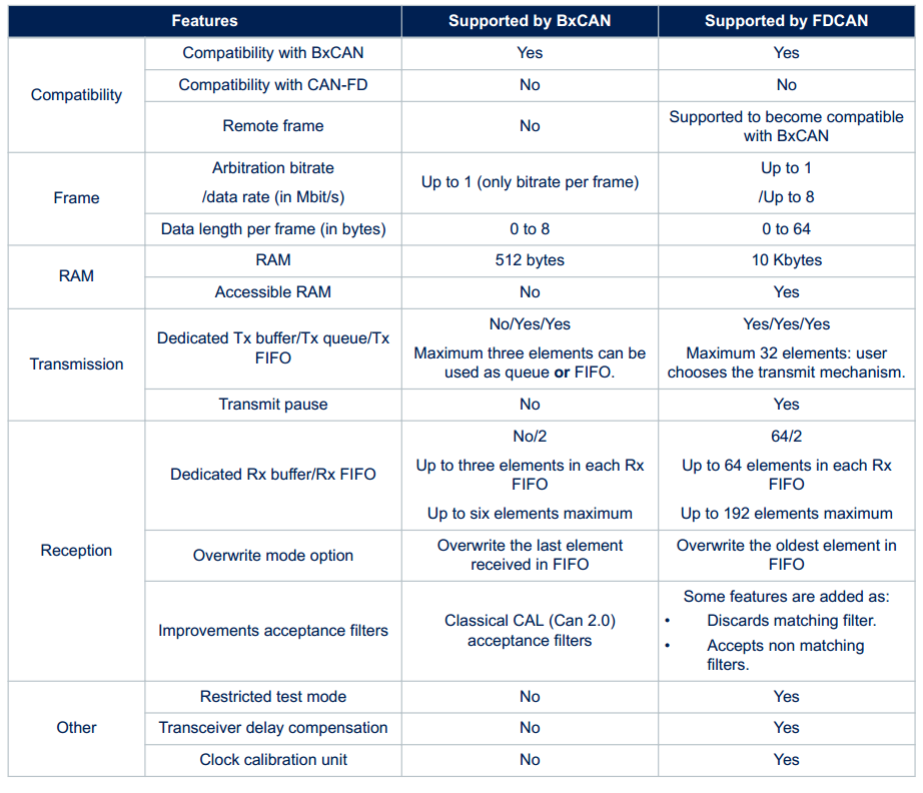 Features Supported by BxCAN Supported by FDCAN
Compatibility
Compatibility with BxCAN Yes Yes
Compatibility with CAN-FD No No
Remote frame No Supported to become compatible
with BxCAN
Frame
Arbitration bitrate
/data rate (in Mbit/s)
Up to 1 (only bitrate per frame)
Up to 1
/Up to 8
Data length per frame (in bytes) 0 to 8 0 to 64
RAM
RAM 512 bytes 10 Kbytes
Accessible RAM No Yes
Transmission
Dedicated Tx buffer/Tx queue/Tx
FIFO
No/Yes/Yes
Maximum three elements can be
used as queue or FIFO.
Yes/Yes/Yes
Maximum 32 elements: user
chooses the transmit mechanism.
Transmit pause No Yes
Reception
Dedicated Rx buffer/Rx FIFO
No/2
Up to three elements in each Rx
FIFO
Up to six elements maximum
64/2
Up to 64 elements in each Rx
FIFO
Up to 192 elements maximum
Overwrite mode option
Overwrite the last element
received in FIFO
Overwrite the oldest element in
FIFO
Improvements acceptance filters
Classical CAL (Can 2.0)
acceptance filters
Some features are added as:
• Discards matching filter.
• Accepts non matching
filters.
Other
Restricted test mode No Yes
Transceiver delay compensation No Yes
Clock calibration unit No Yes